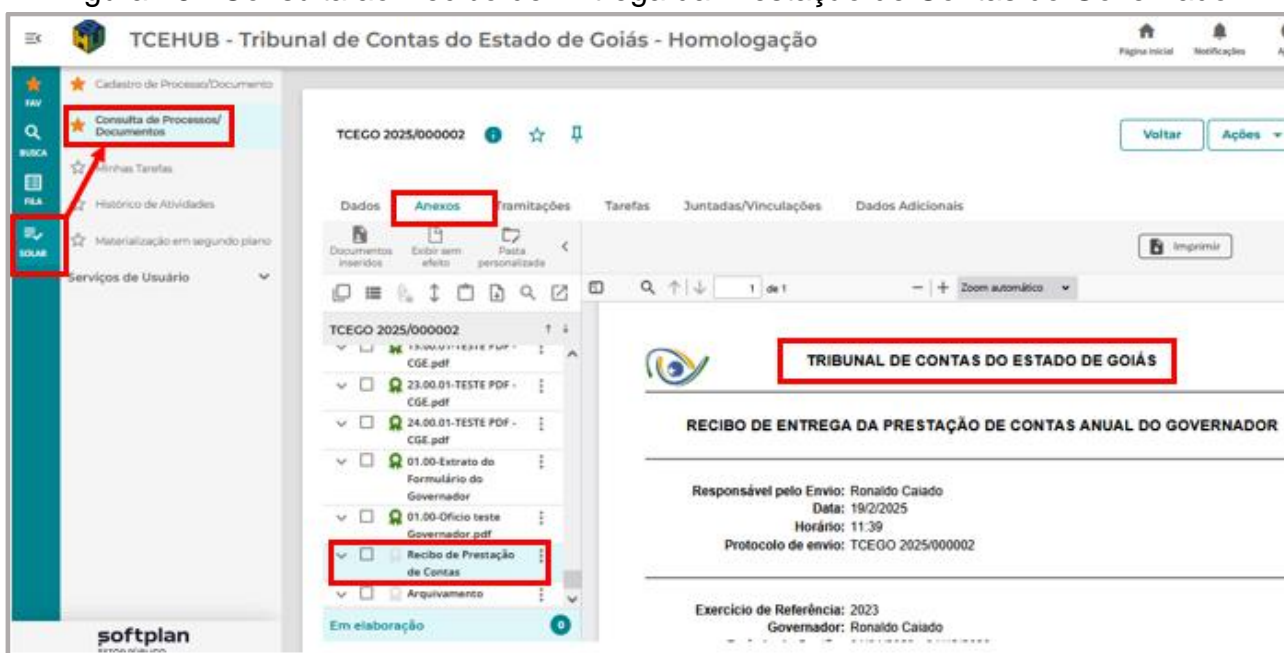 TCEHUB - Tribunal de Contas do Estado de Goiás - Homologação
Página Inicial
Notificações
FAV
BUSCA
FILA
SOLAR
Cadastro de Processo/Documento
Consulta de Processos/
Documentos
Minhas Tarefas
Histórico de Atividades
Materialização em segundo plano
Serviços de Usuário
softplan
TCEGO 2025/000002
Voltar
Ações
Dados
Anexos
Tramitações
Tarefas
Juntadas/Vinculações
Dados Adicionais
Documentos
inseridos
Exibir sem
efeito
Pasta
personalizada
Imprimir
1 de 1
Zoom automático
TCEGO 2025/000002
CGE.pdf
23.00.01-TESTE PDF -
CGE.pdf
24.00.01-TESTE PDF -
CGE.pdf
01.00-Extrato do
Formulário do
Governador
01.00-Oficio teste
Governador.pdf
Recibo de Prestação
de Contas
Arquivamento
Em elaboração
0
TRIBUNAL DE CONTAS DO ESTADO DE GOIÁS
RECIBO DE ENTREGA DA PRESTAÇÃO DE CONTAS ANUAL DO GOVERNADOR
Responsável pelo Envio: Ronaldo Caiado
Data: 19/2/2025
Horário: 11:39
Protocolo de envio: TCEGO 2025/000002
Exercício de Referência: 2023
Governador: Ronaldo Caiado